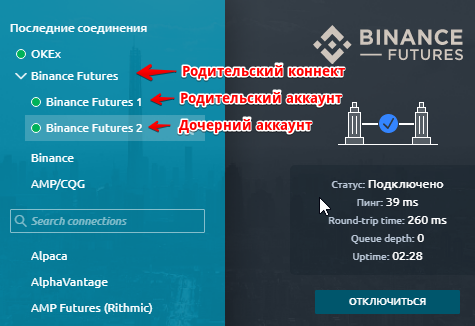 Последние соединения
OKEx
Binance Futures
Родительский коннект
Binance Futures 1
Родительский аккаунт
Binance Futures 2
Дочерний аккаунт
Binance
AMP/CQG
Search connections
Alpaca
AlphaVantage
AMP Futures (Rithmic)
BINANCE
FUTURES
Статус: Подключено
Пинг: 39 ms
Round-trip time: 260 ms
Queue depth: 0
Uptime: 02:28
ОТКЛЮЧИТЬСЯ